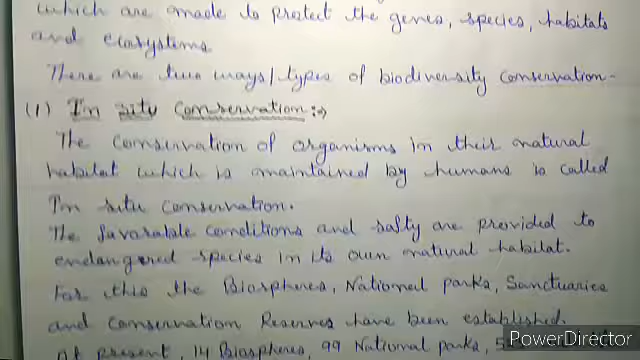 which are made to protect the genes, species, habitats
and ecosystems
There are two ways/types of biodiversity conservation-
(1) In situ Conservation:→
The conservation of organisms in their natural
habitat which is maintained by humans is called
In situ conservation.
The favorable conditions and safty are provided to
endangered species in its own natural habitat.
For this the Biospheres, National parks, Sanctuaries
and Conservation Reserves have been established.
At present, 14 Biospheres, 99 National parks,
PowerDirector